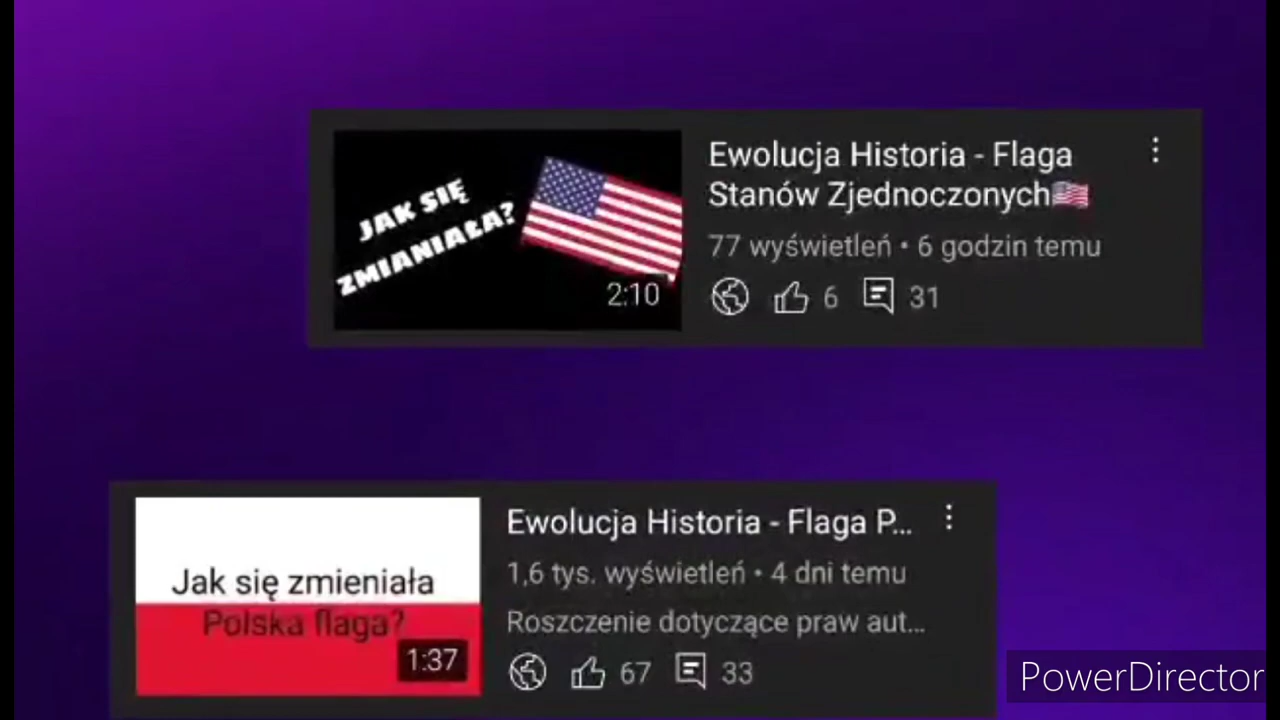 JAK SIĘ
ZMIANIAŁA?
2:10
Ewolucja Historia - Flaga
Stanów Zjednoczonych🇺🇸
77 wyświetleń • 6 godzin temu
6 31
Jak się zmieniała
Polska flaga?
1:37
Ewolucja Historia - Flaga P...
1,6 tys. wyświetleń • 4 dni temu
Roszczenie dotyczące praw aut...
67 33
PowerDirector